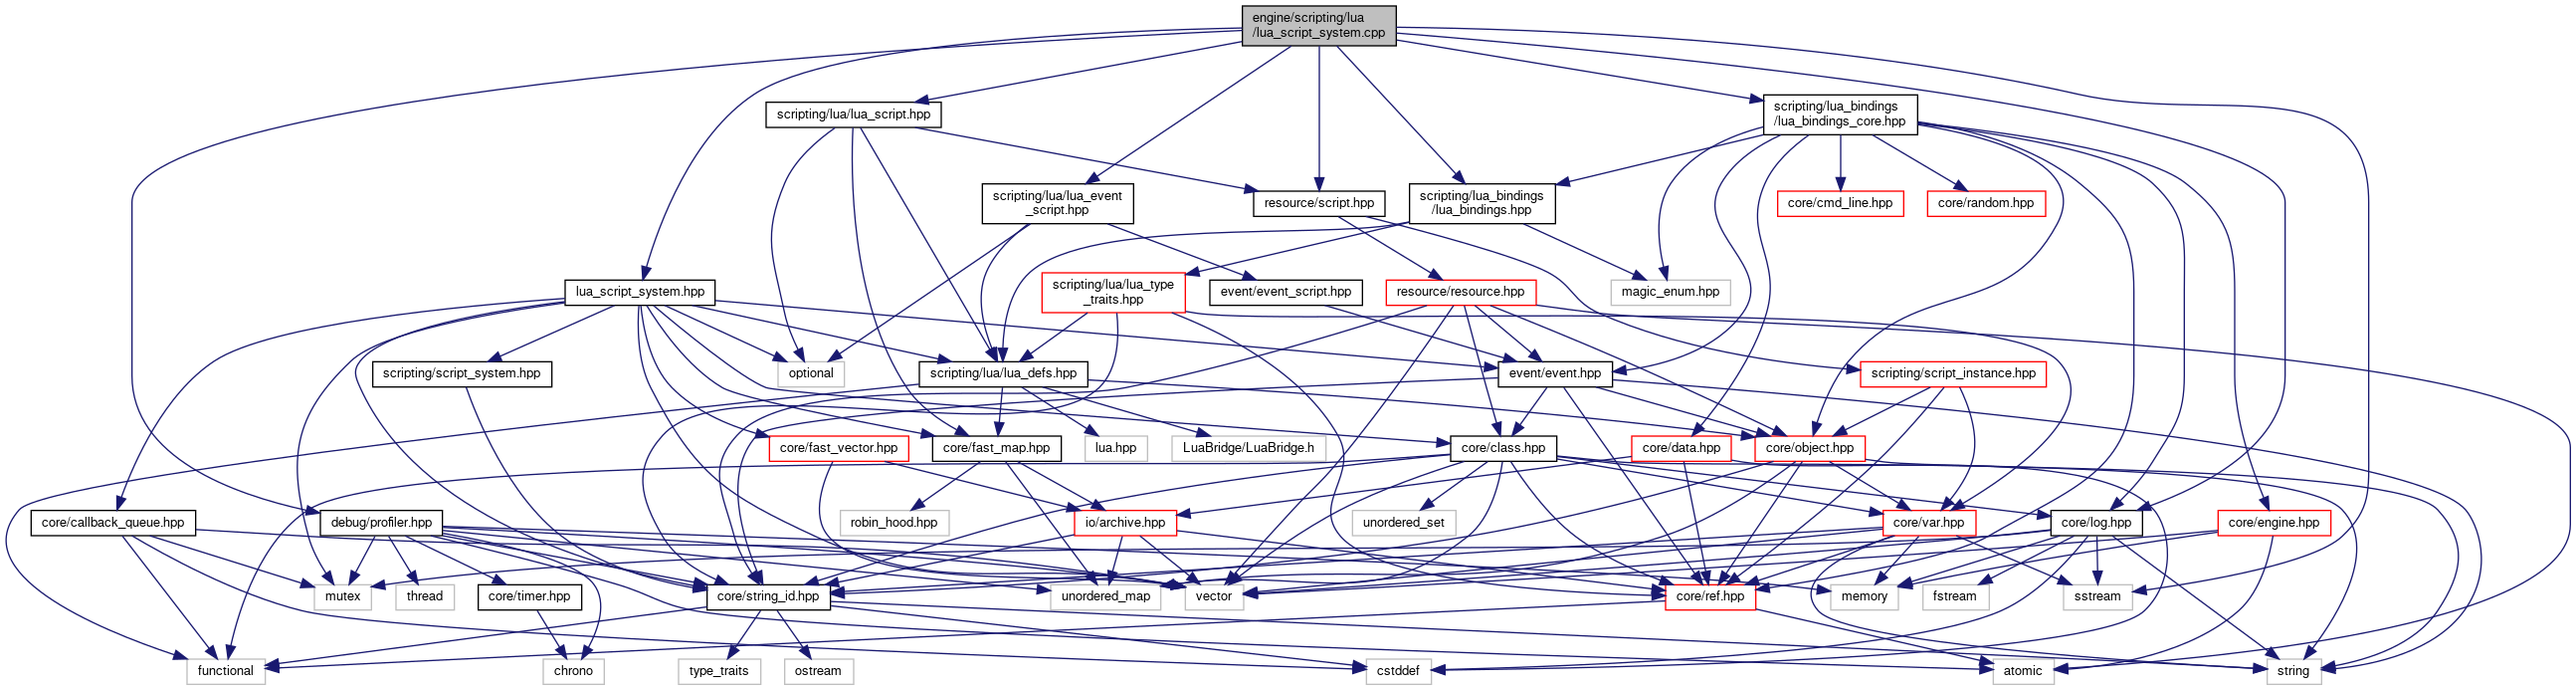 engine/scripting/lua
/lua_script_system.cpp
scripting/lua/lua_script.hpp
scripting/lua_bindings
/lua_bindings_core.hpp
scripting/lua/lua_event
_script.hpp
resource/script.hpp
scripting/lua_bindings
/lua_bindings.hpp
core/cmd_line.hpp
core/random.hpp
lua_script_system.hpp
scripting/lua/lua_type
_traits.hpp
event/event_script.hpp
resource/resource.hpp
magic_enum.hpp
scripting/script_system.hpp
optional
scripting/lua/lua_defs.hpp
event/event.hpp
scripting/script_instance.hpp
core/fast_vector.hpp
core/fast_map.hpp
lua.hpp
LuaBridge/LuaBridge.h
core/class.hpp
core/data.hpp
core/object.hpp
core/callback_queue.hpp
debug/profiler.hpp
robin_hood.hpp
io/archive.hpp
unordered_set
core/var.hpp
core/log.hpp
core/engine.hpp
mutex
thread
core/timer.hpp
core/string_id.hpp
unordered_map
vector
core/ref.hpp
memory
fstream
sstream
functional
chrono
type_traits
ostream
cstddef
atomic
string